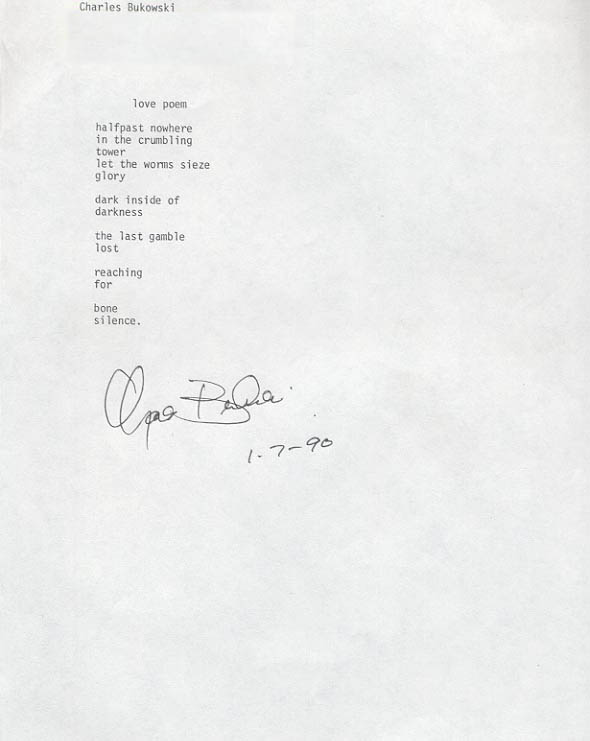 Charles Bukowski
love poem
halfpast nowhere
in the crumbling
tower
let the worms sieze
glory
dark inside of
darkness
the last gamble
lost
reaching
for
bone
silence.
1-7-90